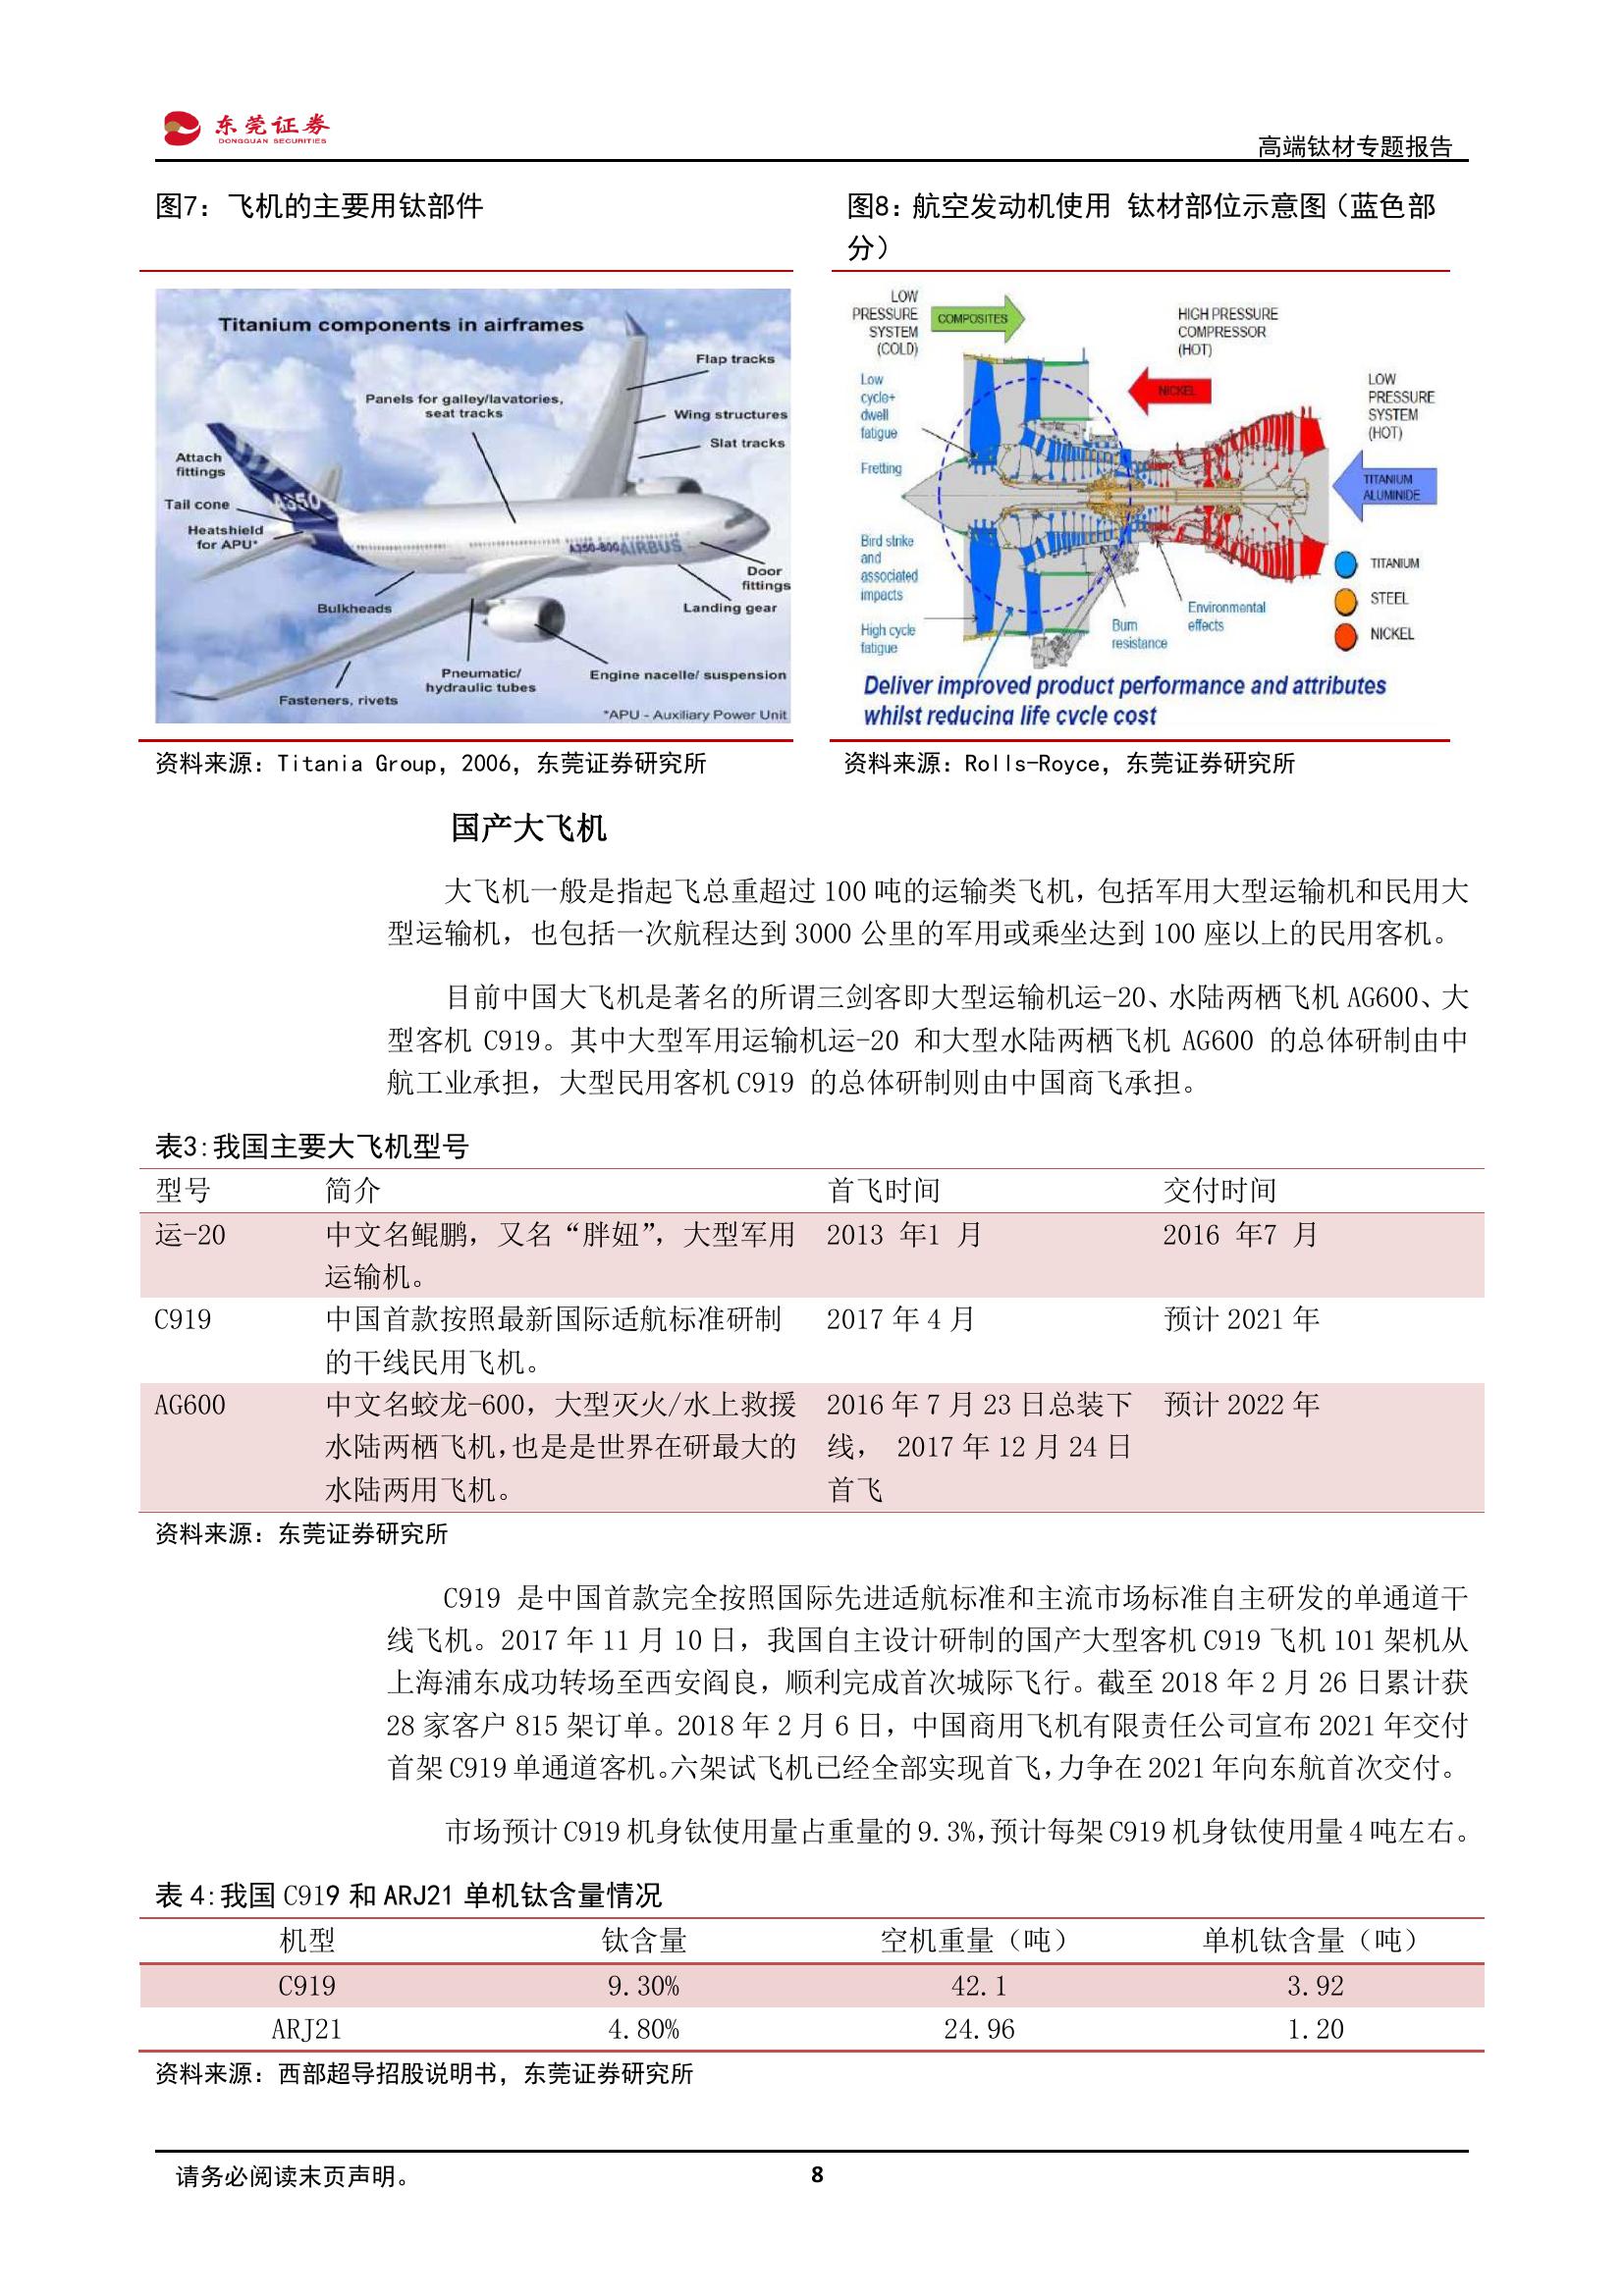 东莞证券
DONGGUAN SECURITIES
高端钛材专题报告
图7：飞机的主要用钛部件
图8：航空发动机使用 钛材部位示意图（蓝色部
分）
Titanium components in airframes
Flap tracks
Panels for galley/lavatories,
seat tracks
Wing structures
Slat tracks
Attach
fittings
Tail cone
A350
Heatshield
for APU*
A350-800 AIRBUS
Door
fittings
Bulkheads
Landing gear
Pneumatic/
hydraulic tubes
Engine nacelle/ suspension
Fasteners, rivets
*APU - Auxiliary Power Unit
LOW
PRESSURE
SYSTEM
(COLD)
COMPOSITES
HIGH PRESSURE
COMPRESSOR
(HOT)
NICKEL
LOW
PRESSURE
SYSTEM
(HOT)
Low
cycle+
dwell
fatigue
Fretting
TITANIUM
ALUMINIDE
Bird strike
and
associated
impacts
High cycle
fatigue
Burn
resistance
Environmental
effects
TITANIUM
STEEL
NICKEL
Deliver improved product performance and attributes
whilst reducing life cycle cost
资料来源：Titania Group，2006，东莞证券研究所
资料来源：Rolls-Royce，东莞证券研究所
国产大飞机
大飞机一般是指起飞总重超过 100 吨的运输类飞机，包括军用大型运输机和民用大
型运输机，也包括一次航程达到 3000 公里的军用或乘坐达到 100 座以上的民用客机。
目前中国大飞机是著名的所谓三剑客即大型运输机运-20、水陆两栖飞机 AG600、大
型客机 C919。其中大型军用运输机运-20 和大型水陆两栖飞机 AG600 的总体研制由中
航工业承担，大型民用客机 C919 的总体研制则由中国商飞承担。
表3:我国主要大飞机型号
型号 简介 首飞时间 交付时间
运-20 中文名鲲鹏，又名“胖妞”，大型军用 2013 年1 月 2016 年7 月
运输机。
C919 中国首款按照最新国际适航标准研制 2017 年 4 月 预计 2021 年
的干线民用飞机。
AG600 中文名蛟龙-600，大型灭火/水上救援 2016 年 7 月 23 日总装下 预计 2022 年
水陆两栖飞机,也是是世界在研最大的 线， 2017 年 12 月 24 日
水陆两用飞机。 首飞
资料来源：东莞证券研究所
C919 是中国首款完全按照国际先进适航标准和主流市场标准自主研发的单通道干
线飞机。2017 年 11 月 10 日，我国自主设计研制的国产大型客机 C919 飞机 101 架机从
上海浦东成功转场至西安阎良，顺利完成首次城际飞行。截至 2018 年 2 月 26 日累计获
28 家客户 815 架订单。2018 年 2 月 6 日，中国商用飞机有限责任公司宣布 2021 年交付
首架 C919 单通道客机。六架试飞机已经全部实现首飞,力争在 2021 年向东航首次交付。
市场预计 C919 机身钛使用量占重量的 9.3%,预计每架 C919 机身钛使用量 4 吨左右。
表 4:我国 C919 和 ARJ21 单机钛含量情况
机型 钛含量 空机重量（吨） 单机钛含量（吨）
C919 9.30% 42.1 3.92
ARJ21 4.80% 24.96 1.20
资料来源：西部超导招股说明书，东莞证券研究所
请务必阅读末页声明。
8